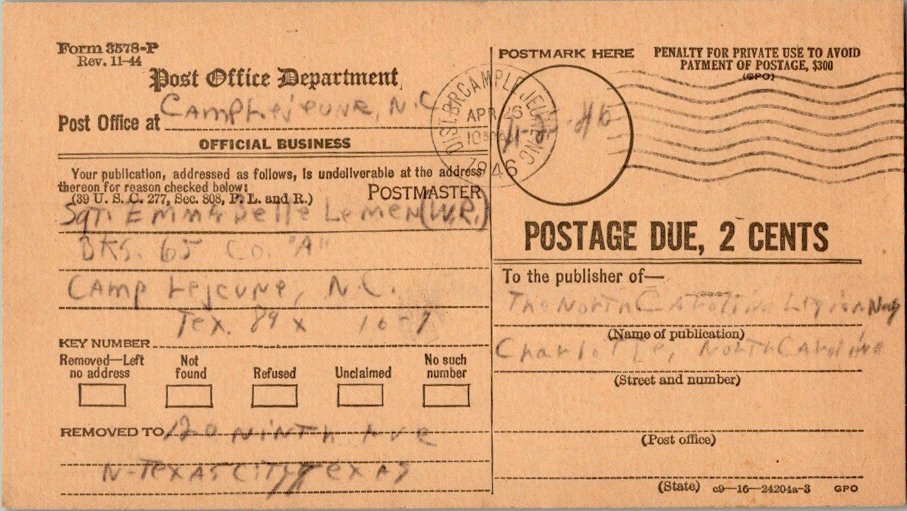 Form 3578-P
Rev. 11-44
Post Office Department
Post Office at Camp Lejeune, N.C.
OFFICIAL BUSINESS
Your publication, addressed as follows, is undeliverable at the address
thereon for reason checked below:
(39 U. S. C. 277, Sec. 808, P. L. and R.) POSTMASTER
Sgt. Emma Belle Lemen (W.R.)
Bks. 65 Co. "A"
Camp Lejeune, N.C.
Tex. 89 x 16-7
KEY NUMBER
Removed—Left no address
Not found
Refused
Unclaimed
No such number
REMOVED TO 120 Ninth Ave
N-Texas City Texas
POSTMARK HERE
PENALTY FOR PRIVATE USE TO AVOID
PAYMENT OF POSTAGE, $300
(GPO)
CAMP LEJEUNE
APR
1946
POSTAGE DUE, 2 CENTS
To the publisher of—
The North Carolina
(Name of publication)
Charlotte, North Carolina
(Street and number)
(Post office)
(State) c9—16—24204a-3 GPO